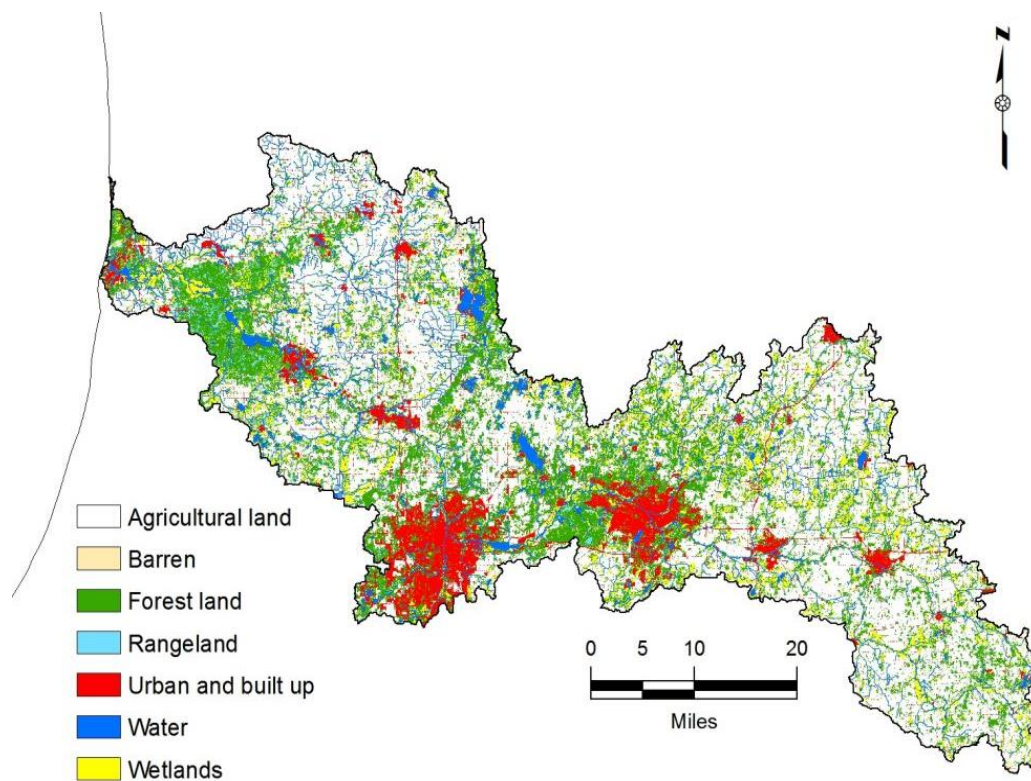 N
Agricultural land
Barren
Forest land
Rangeland
Urban and built up
Water
Wetlands
0 5 10 20
Miles